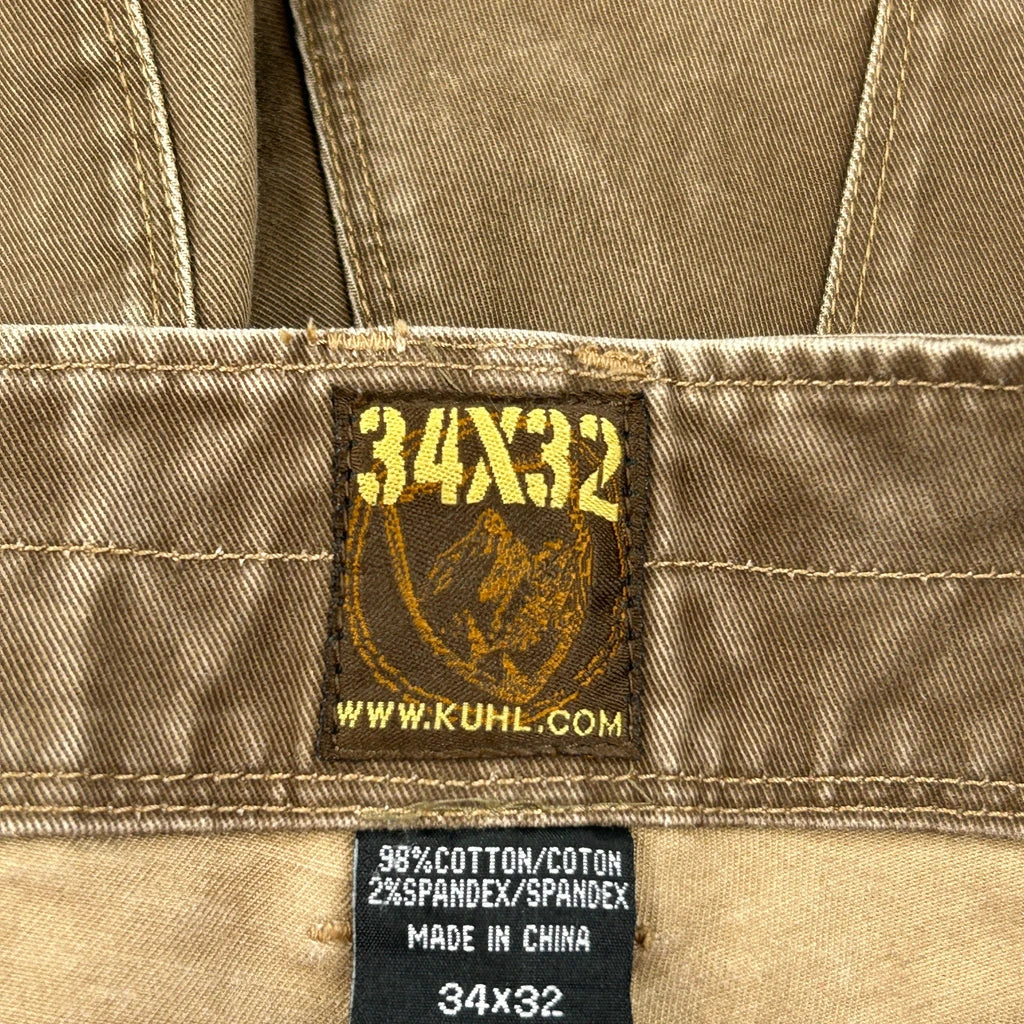 34X32
WWW.KUHL.COM
98%COTTON/COTON
2%SPANDEX/SPANDEX
MADE IN CHINA
34x32